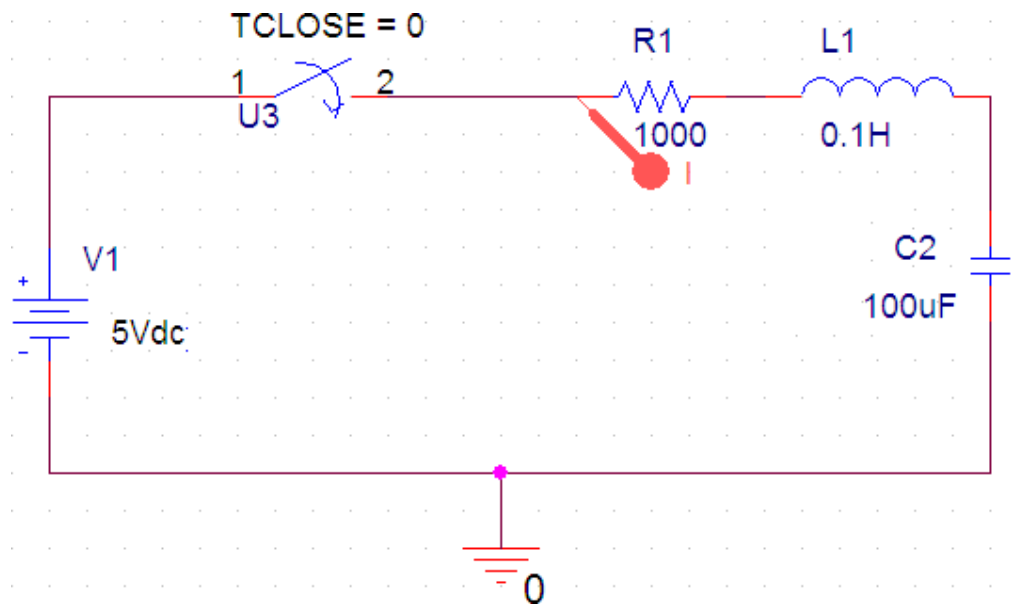 TCLOSE = 0
R1
L1
1
2
U3
1000
0.1H
I
V1
+
C2
100uF
5Vdc
-
0